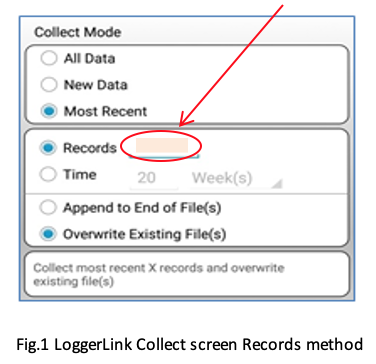 Collect Mode
All Data
New Data
Most Recent
Records
Time 20 Week(s)
Append to End of File(s)
Overwrite Existing File(s)
Collect most recent X records and overwrite
existing file(s)
Fig.1 LoggerLink Collect screen Records method